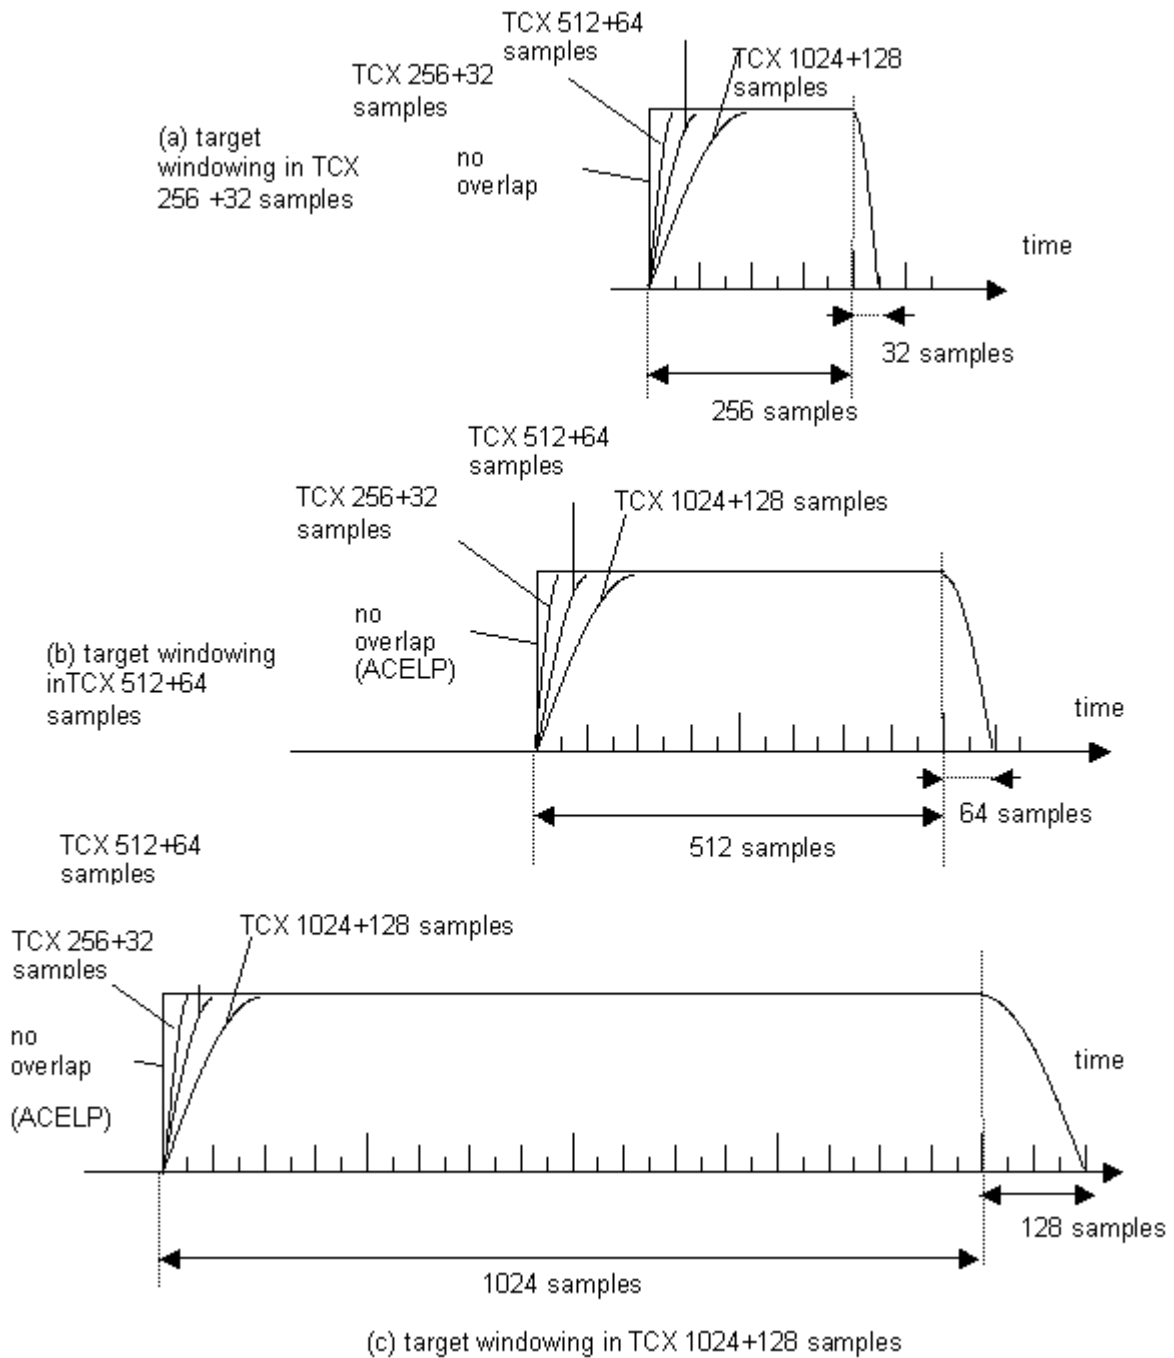 TCX 512+64
samples
TCX 1024+128
samples
TCX 256+32
samples
(a) target
windowing in TCX
256 +32 samples
no
overlap
time
32 samples
256 samples
TCX 512+64
samples
TCX 256+32
samples
TCX 1024+128 samples
no
overlap
(ACELP)
(b) target windowing
inTCX 512+64
samples
time
64 samples
512 samples
TCX 512+64
samples
TCX 1024+128 samples
TCX 256+32
samples
no
overlap
(ACELP)
time
128 samples
1024 samples
(c) target windowing in TCX 1024+128 samples